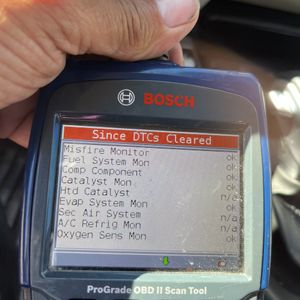 BOSCH
Since DTCs Cleared
Misfire Monitor ok
Fuel System Mon ok
Comp Component ok
Catalyst Mon ok
Htd Catalyst n/a
Evap System Mon ok
Sec Air System n/a
A/C Refrig Mon n/a
Oxygen Sens Mon ok
ProGrade OBD II Scan Tool